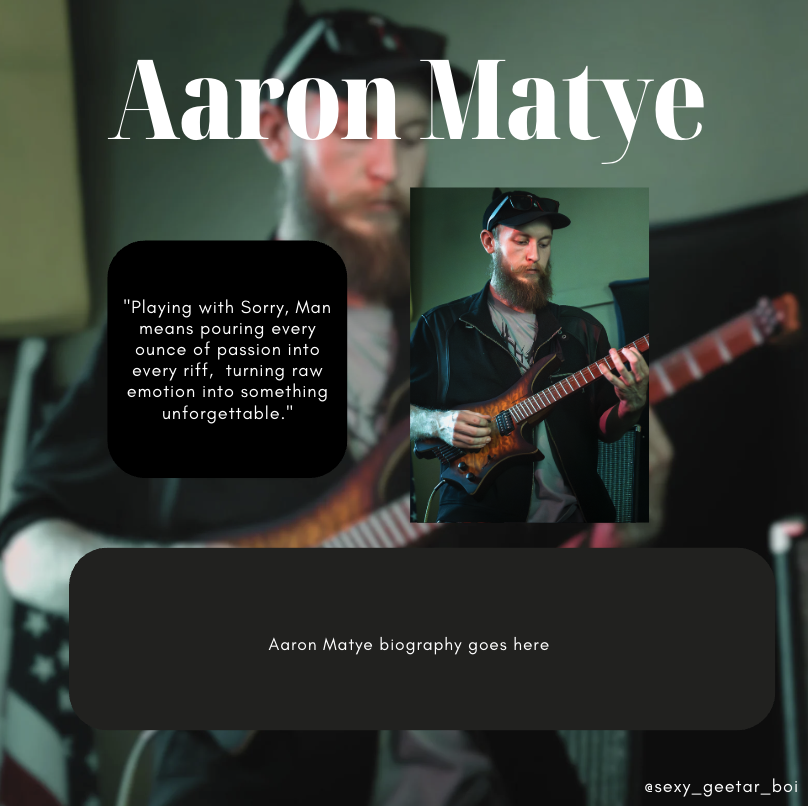 Aaron Matye
"Playing with Sorry, Man
means pouring every
ounce of passion into
every riff,  turning raw
emotion into something
unforgettable."
Aaron Matye biography goes here
@sexy_geetar_boi